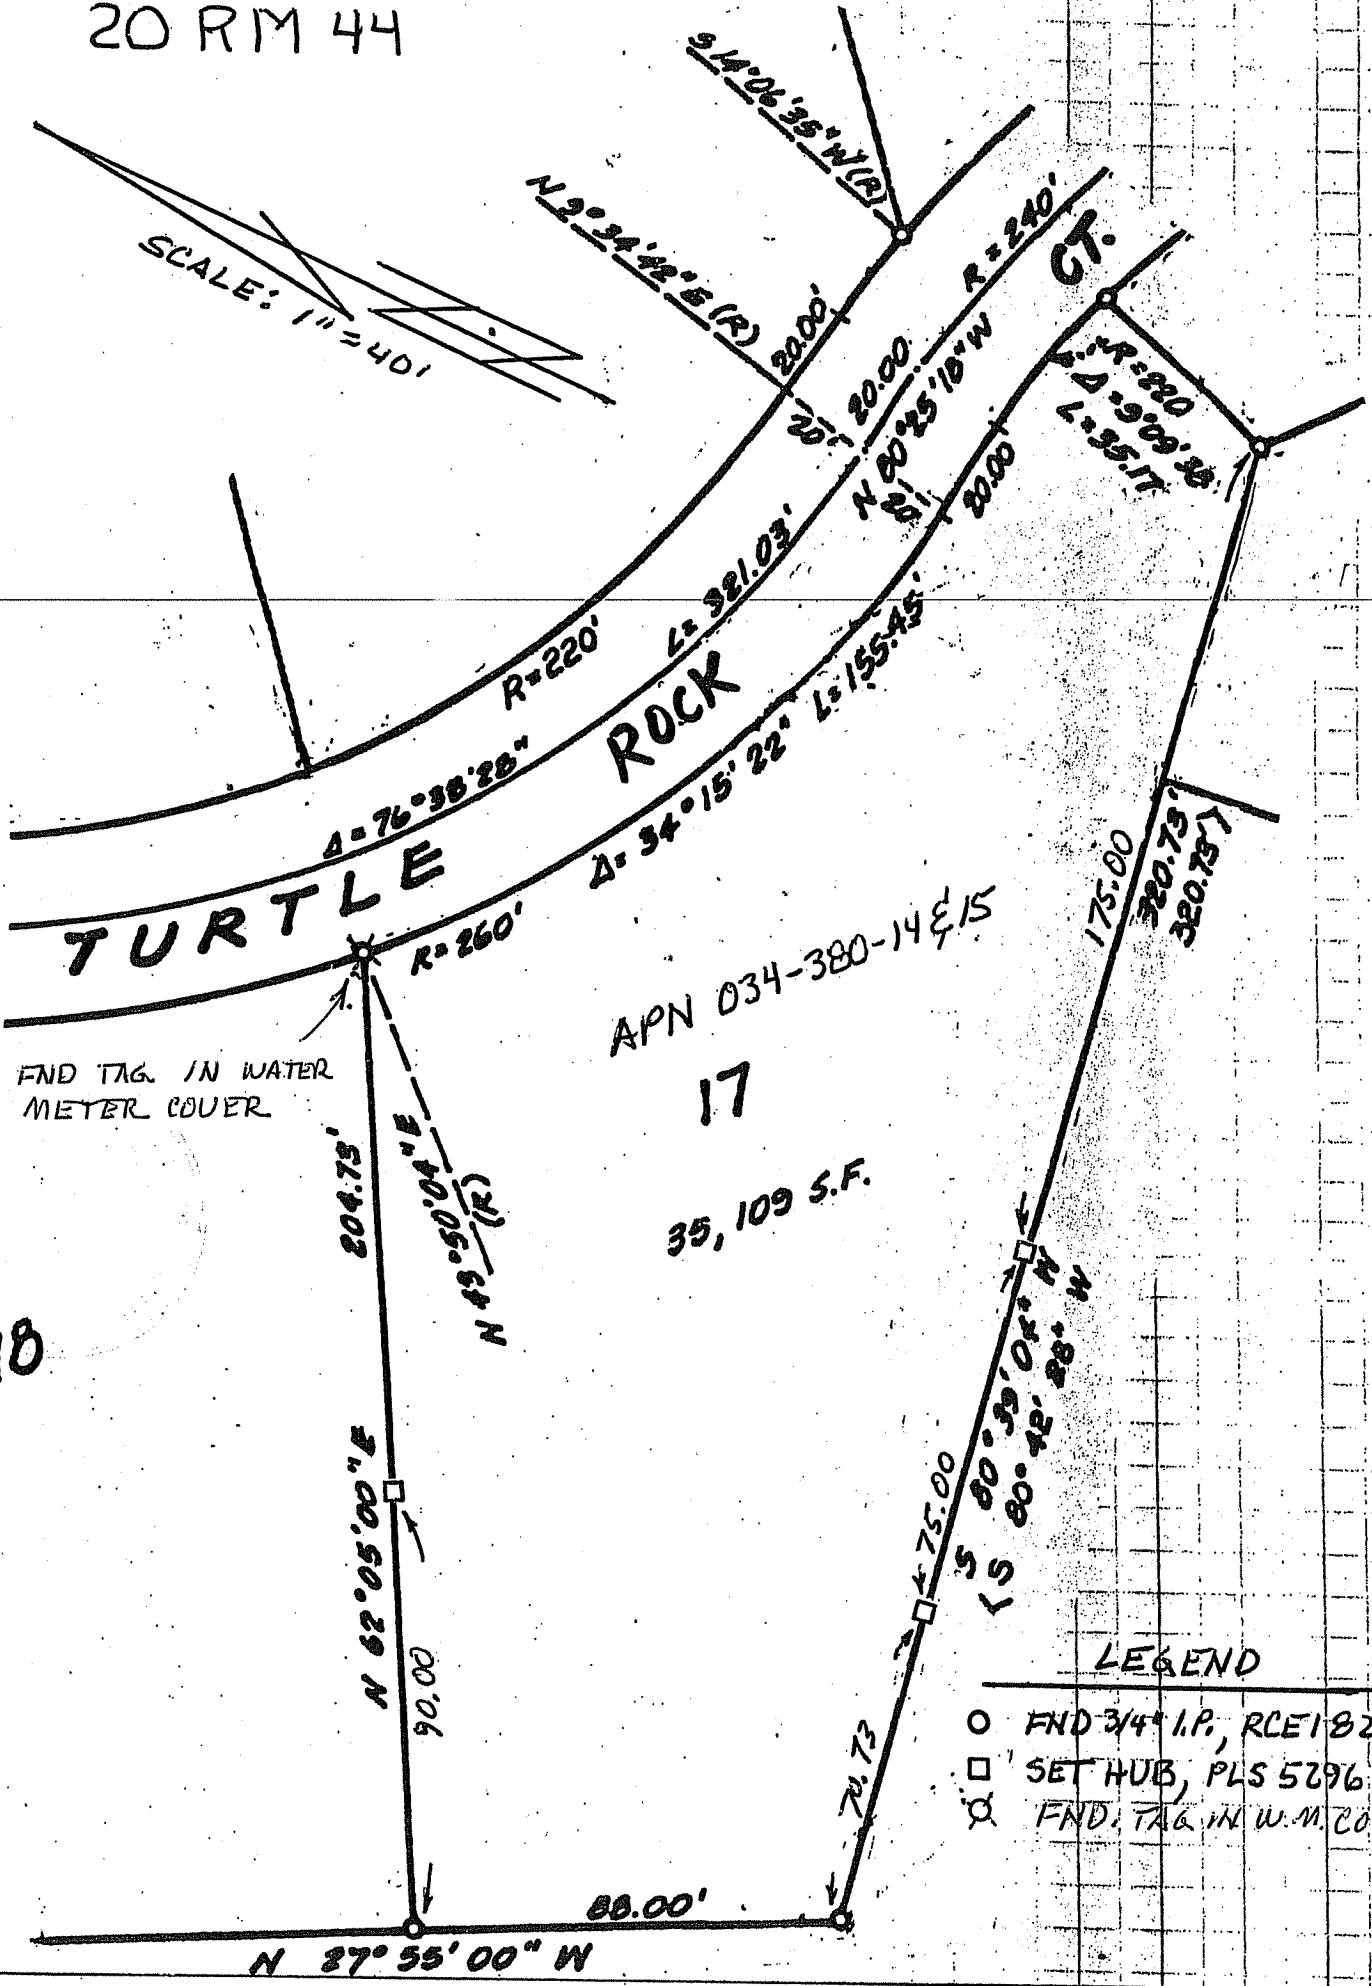 20 RM 44
S 14°06'35" W (R)
N 9°34'42" E (R)
SCALE: 1" = 40'
20.00'
20.00
20'
R = 240'
CT.
N 80°25'18" W
20'
20.00
R=220
Δ=9°09'38
L=35.17
L= 321.03'
R=220'
ROCK
Δ = 76°38'28"
TURTLE
Δ= 34°15'22" L=155.45'
R=260'
175.00
320.73'
320.79')
APN 034-380-14 & 15
17
35,109 S.F.
FND TAG IN WATER
METER COVER
204.73'
N 43°50'04" E
(R)
18
N 62°05'00" E
90.00
S 80°39'04" W
(S 80°42'28" W
75.00
70.73
LEGEND
FND 3/4" I.P., RCE 182
SET HUB, PLS 5296
FND. TAG IN W.M. CO
88.00'
N 27°55'00" W